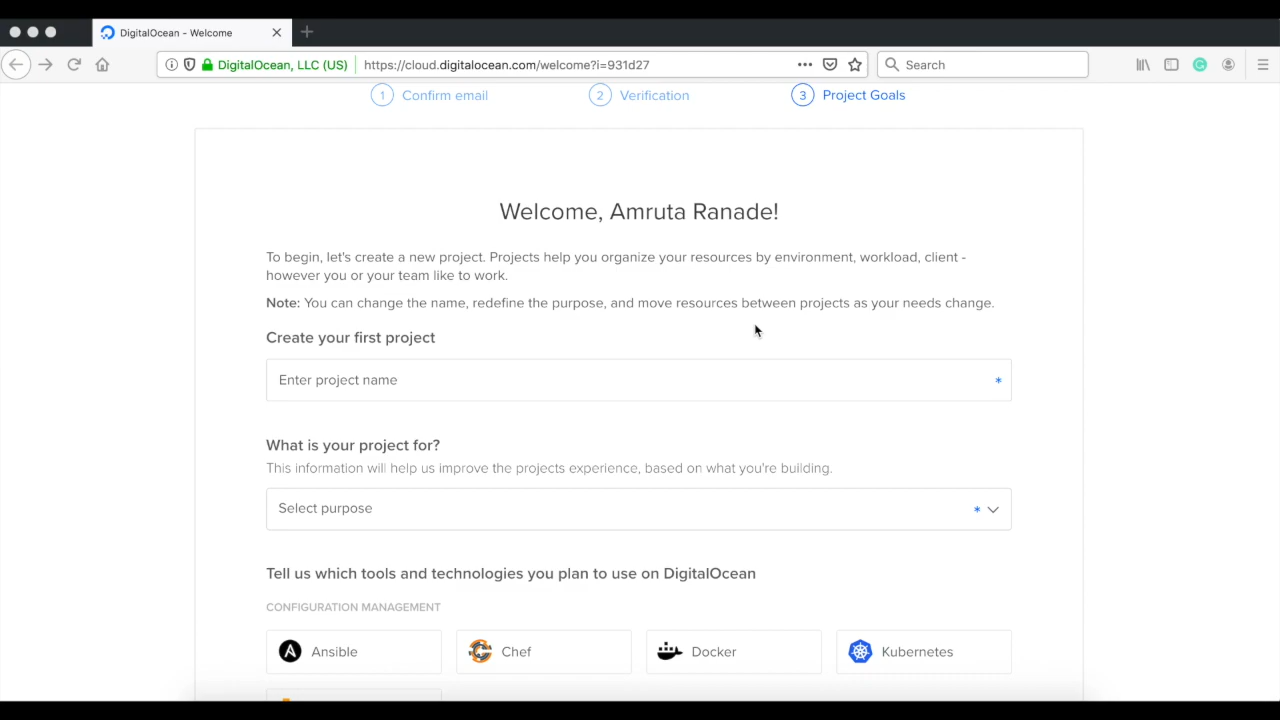 DigitalOcean - Welcome
DigitalOcean, LLC (US)
https://cloud.digitalocean.com/welcome?i=931d27
Search
1 Confirm email
2 Verification
3 Project Goals
Welcome, Amruta Ranade!
To begin, let's create a new project. Projects help you organize your resources by environment, workload, client -
however you or your team like to work.
Note: You can change the name, redefine the purpose, and move resources between projects as your needs change.
Create your first project
Enter project name *
What is your project for?
This information will help us improve the projects experience, based on what you're building.
Select purpose *
Tell us which tools and technologies you plan to use on DigitalOcean
CONFIGURATION MANAGEMENT
Ansible
Chef
Docker
Kubernetes